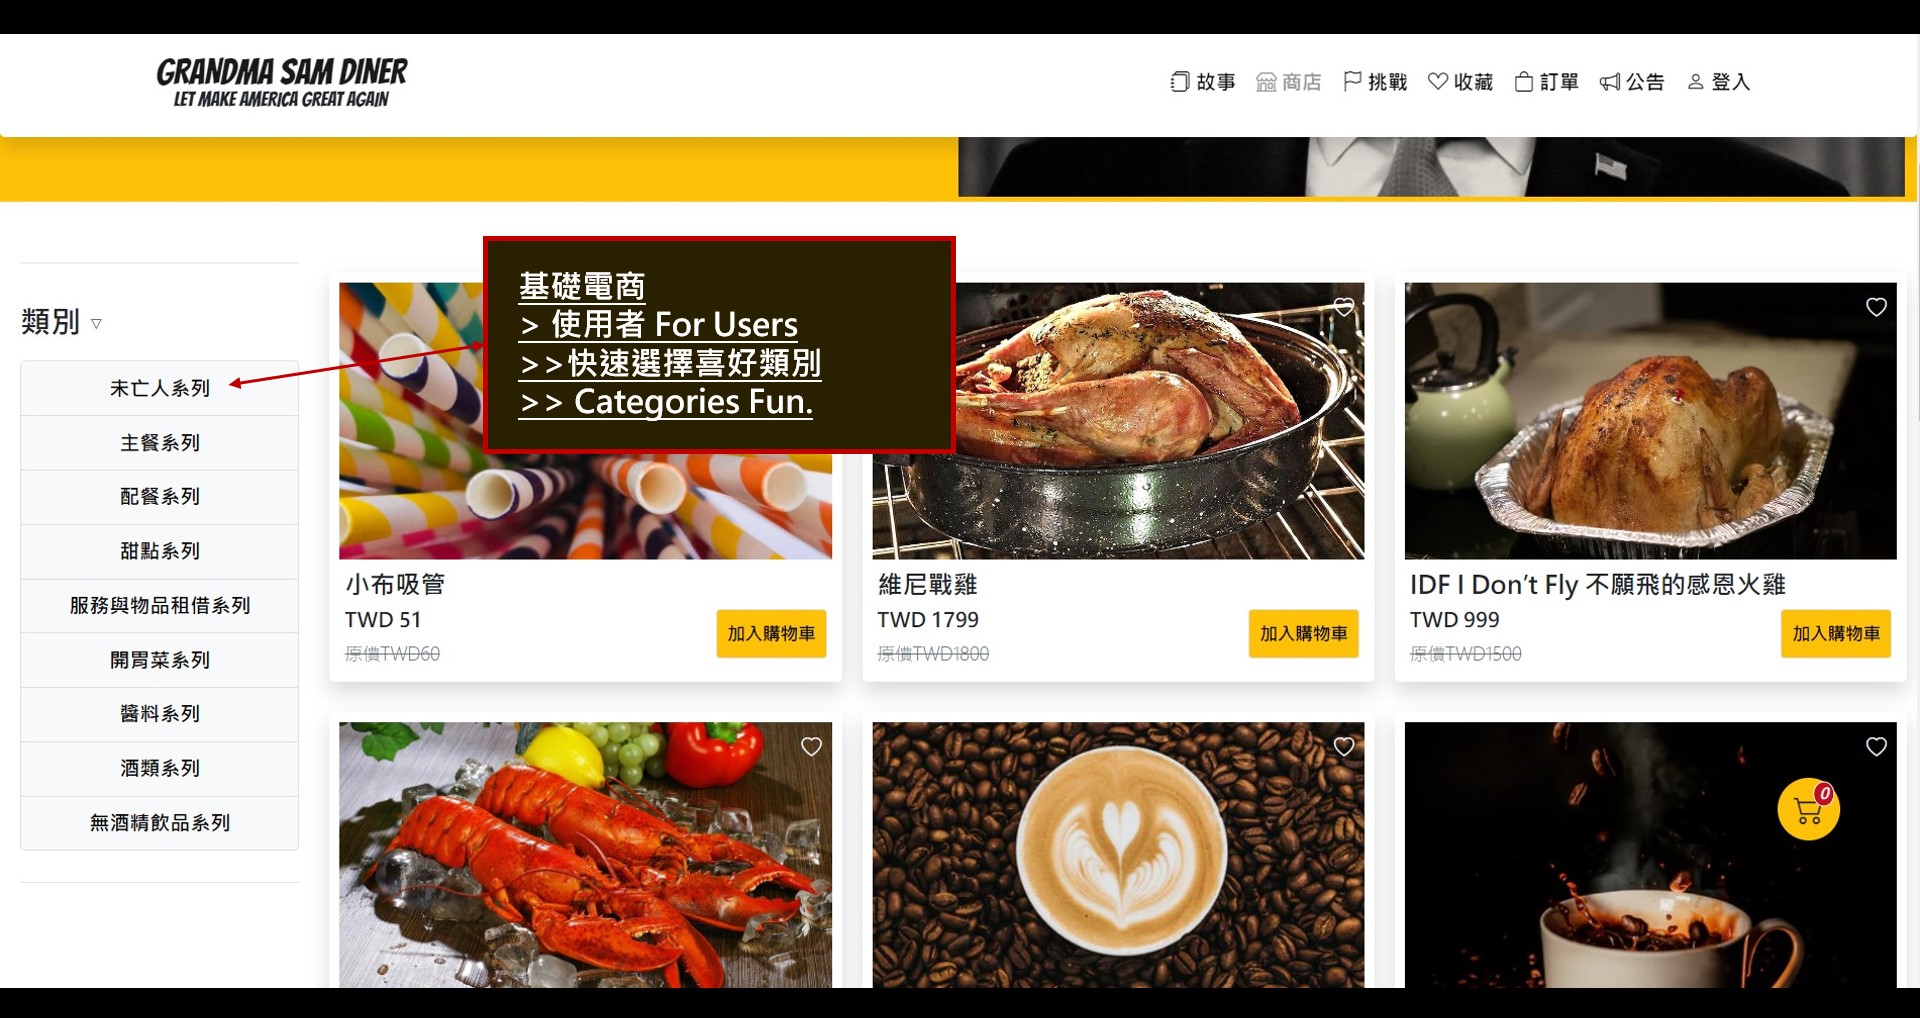 GRANDMA SAM DINER
LET MAKE AMERICA GREAT AGAIN
故事 商店 挑戰 收藏 訂單 公告 登入
類別
未亡人系列
主餐系列
配餐系列
甜點系列
服務與物品租借系列
開胃菜系列
醬料系列
酒類系列
無酒精飲品系列
基礎電商
> 使用者 For Users
>>快速選擇喜好類別
>> Categories Fun.
小布吸管
TWD 51
原價TWD60
加入購物車
維尼戰雞
TWD 1799
原價TWD1800
加入購物車
IDF I Don't Fly 不願飛的感恩火雞
TWD 999
原價TWD1500
加入購物車
0